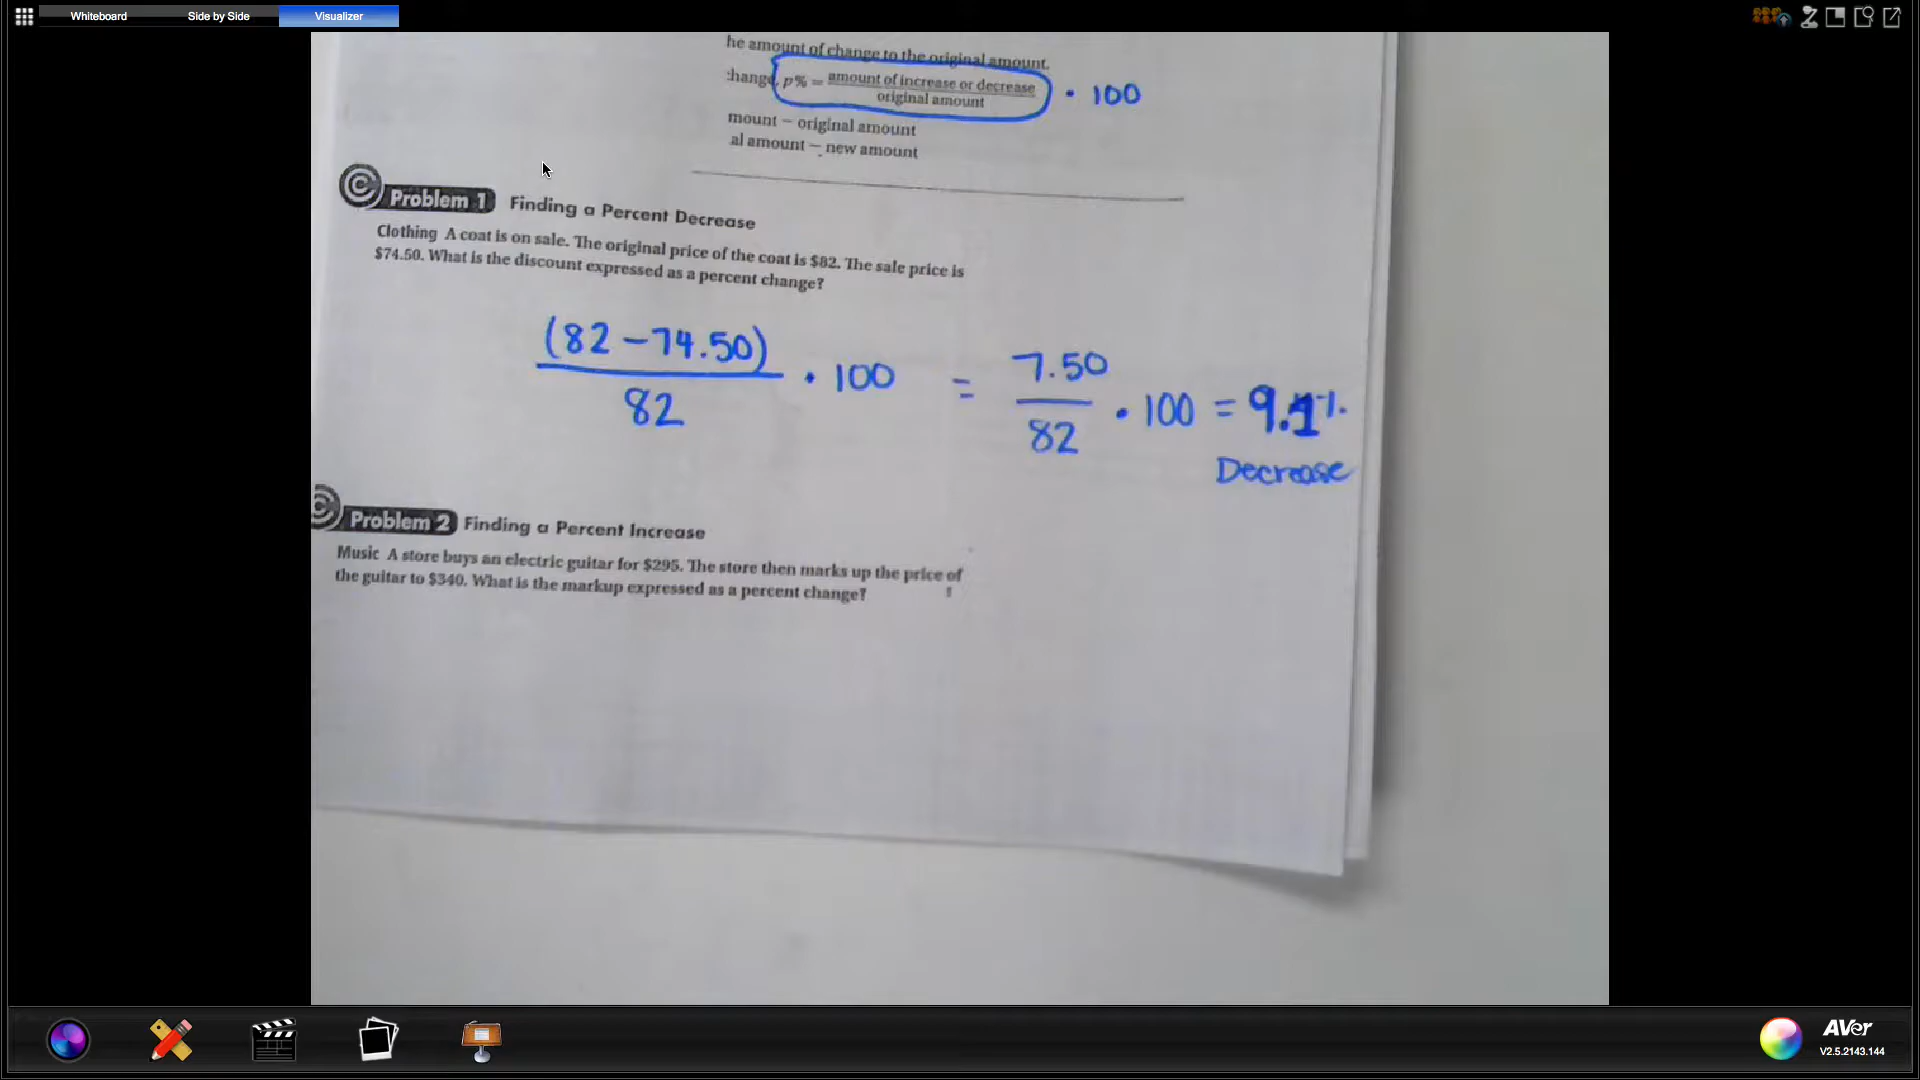 Whiteboard Side by Side Visualizer
he amount of change to the original amount.
change, p% = amount of increase or decrease
original amount
• 100
mount − original amount
al amount − new amount
© Problem 1 Finding a Percent Decrease
Clothing A coat is on sale. The original price of the coat is $82. The sale price is
$74.50. What is the discount expressed as a percent change?
(82 − 74.50)
82
• 100
=
7.50
82
• 100 = 9.1%
Decrease
© Problem 2 Finding a Percent Increase
Music A store buys an electric guitar for $295. The store then marks up the price of
the guitar to $340. What is the markup expressed as a percent change?
AVer
V2.5.2143.144